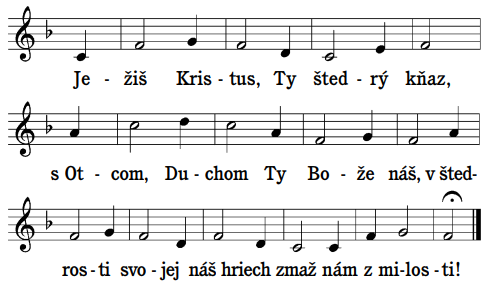 Je - žiš Kris - tus, Ty šted - rý kňaz,
s Ot - com, Du - chom Ty Bo - že náš, v šted-
ros - ti svo - jej náš hriech zmaž nám z mi - los - ti!